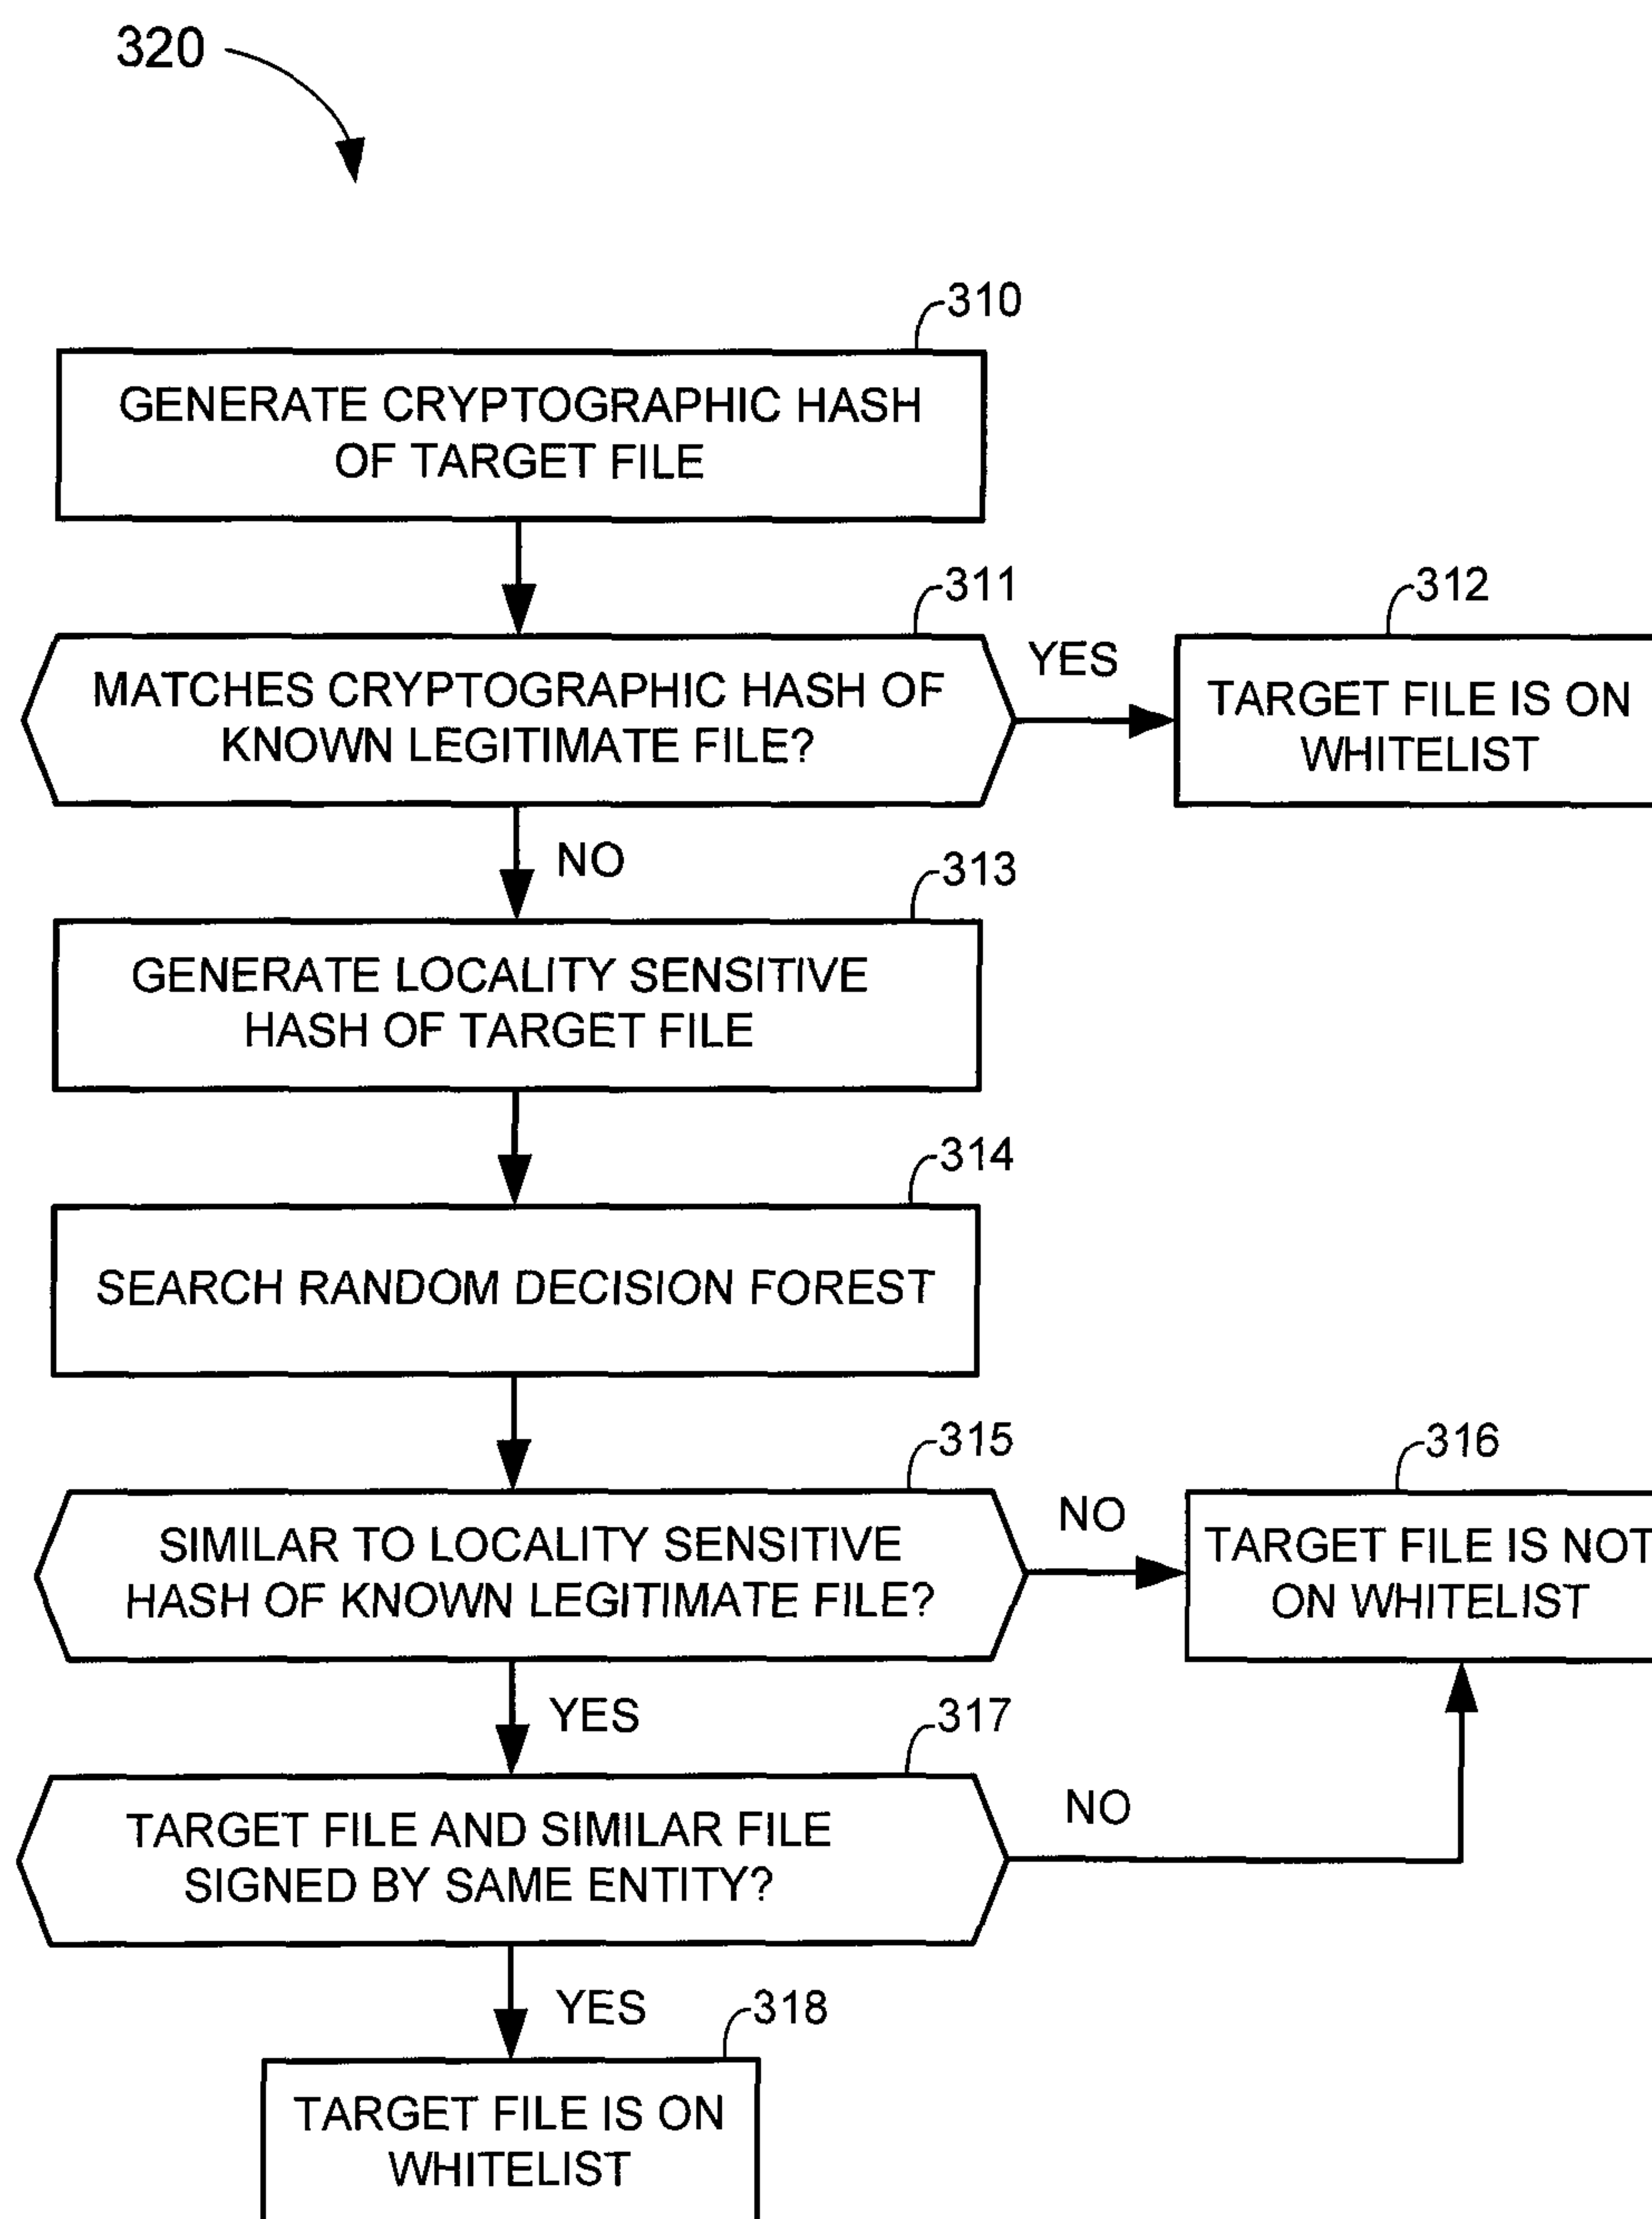 320
310
GENERATE CRYPTOGRAPHIC HASH
OF TARGET FILE
311
MATCHES CRYPTOGRAPHIC HASH OF
KNOWN LEGITIMATE FILE?
YES
312
TARGET FILE IS ON
WHITELIST
NO
313
GENERATE LOCALITY SENSITIVE
HASH OF TARGET FILE
314
SEARCH RANDOM DECISION FOREST
315
SIMILAR TO LOCALITY SENSITIVE
HASH OF KNOWN LEGITIMATE FILE?
NO
316
TARGET FILE IS NOT
ON WHITELIST
YES
317
TARGET FILE AND SIMILAR FILE
SIGNED BY SAME ENTITY?
NO
YES
318
TARGET FILE IS ON
WHITELIST